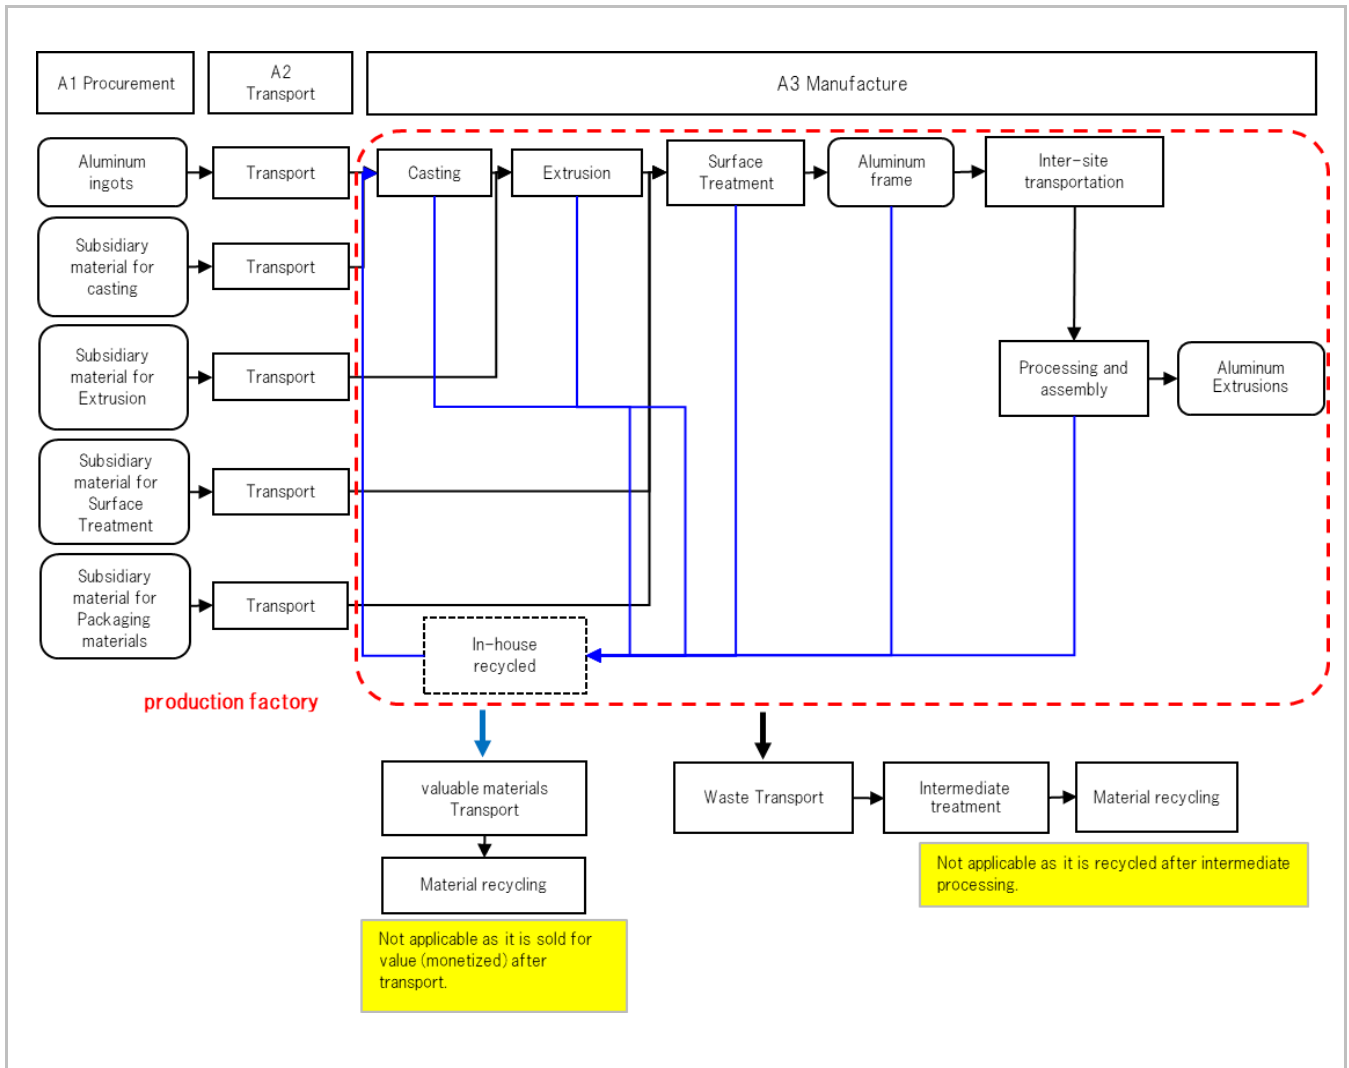 A1 Procurement
A2
Transport
A3 Manufacture
Aluminum
ingots
Transport
Casting
Extrusion
Surface
Treatment
Aluminum
frame
Inter-site
transportation
Subsidiary
material for
casting
Transport
Subsidiary
material for
Extrusion
Transport
Processing and
assembly
Aluminum
Extrusions
Subsidiary
material for
Surface
Treatment
Transport
Subsidiary
material for
Packaging
materials
Transport
In-house
recycled
production factory
valuable materials
Transport
Waste Transport
Intermediate
treatment
Material recycling
Material recycling
Not applicable as it is recycled after intermediate
processing.
Not applicable as it is sold for
value (monetized) after
transport.